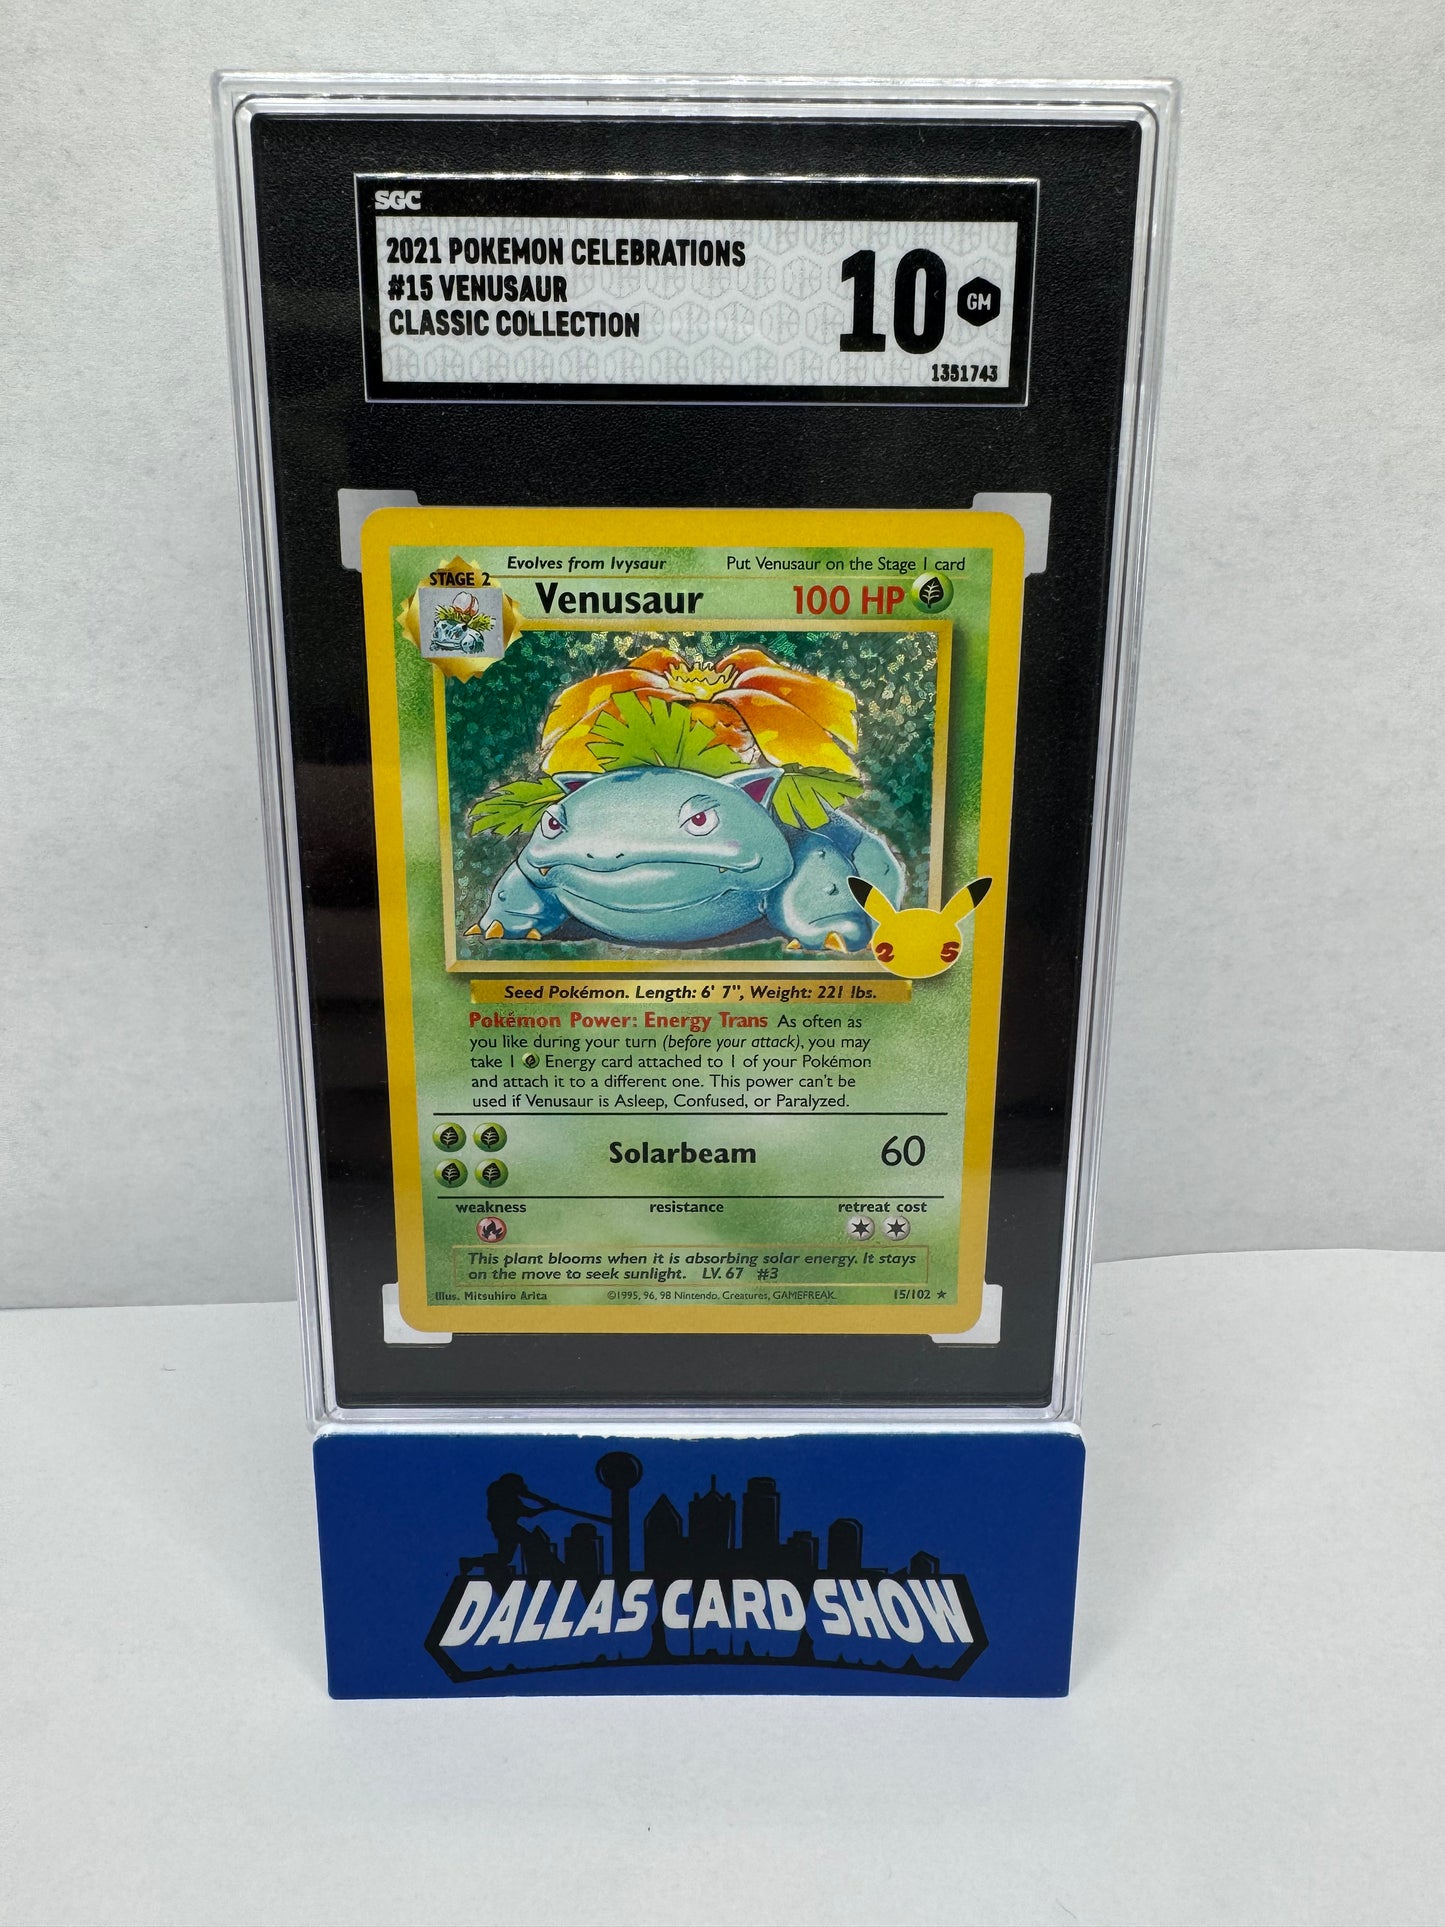 SGC
2021 POKEMON CELEBRATIONS
#15 VENUSAUR
CLASSIC COLLECTION
10
GM
1351743
Evolves from Ivysaur
Put Venusaur on the Stage 1 card
STAGE 2
Venusaur
100 HP
25
Seed Pokémon. Length: 6' 7", Weight: 221 lbs.
Pokémon Power: Energy Trans As often as
you like during your turn (before your attack), you may
take 1 Energy card attached to 1 of your Pokémon
and attach it to a different one. This power can't be
used if Venusaur is Asleep, Confused, or Paralyzed.
Solarbeam 60
weakness resistance retreat cost
This plant blooms when it is absorbing solar energy. It stays
on the move to seek sunlight. LV. 67 #3
Illus. Mitsuhiro Arita ©1995, 96, 98 Nintendo, Creatures, GAMEFREAK. 15/102 ★
DALLAS CARD SHOW